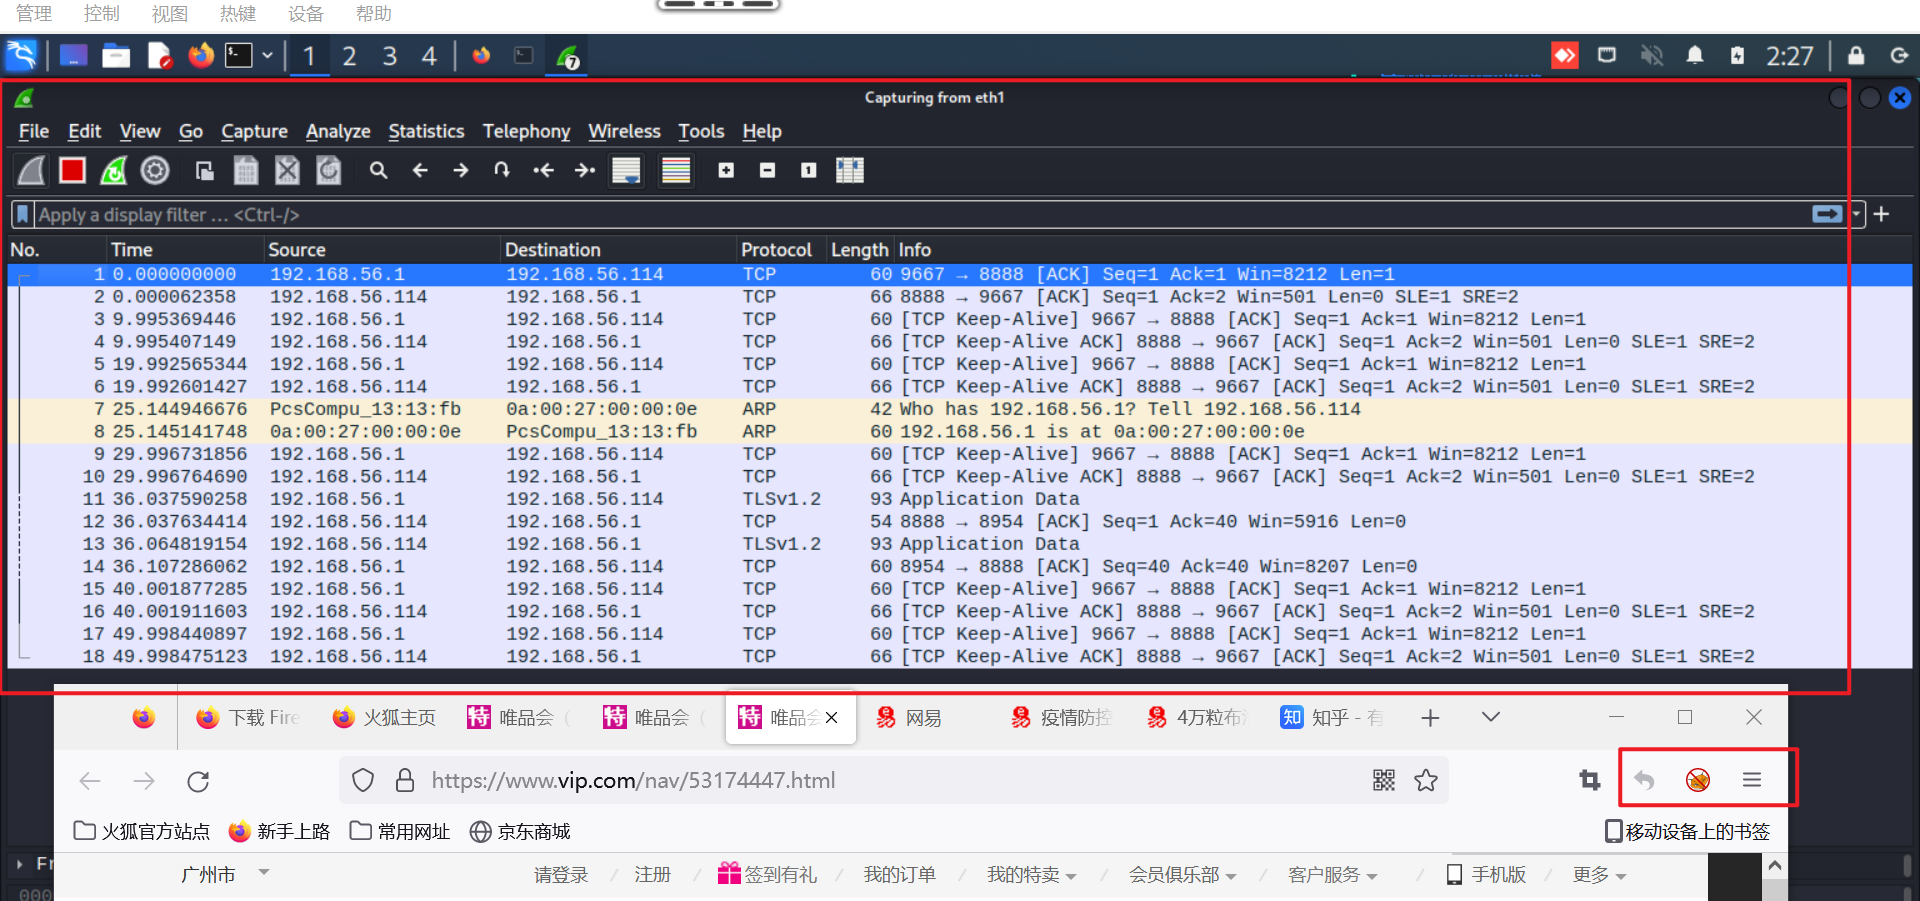 管理 控制 视图 热键 设备 帮助
1 2 3 4 7 2:27
Capturing from eth1
File Edit View Go Capture Analyze Statistics Telephony Wireless Tools Help
Apply a display filter … <Ctrl-/>
No. Time Source Destination Protocol Length Info
1 0.000000000 192.168.56.1 192.168.56.114 TCP 60 9667 → 8888 [ACK] Seq=1 Ack=1 Win=8212 Len=1
2 0.000062358 192.168.56.114 192.168.56.1 TCP 66 8888 → 9667 [ACK] Seq=1 Ack=2 Win=501 Len=0 SLE=1 SRE=2
3 9.995369446 192.168.56.1 192.168.56.114 TCP 60 [TCP Keep-Alive] 9667 → 8888 [ACK] Seq=1 Ack=1 Win=8212 Len=1
4 9.995407149 192.168.56.114 192.168.56.1 TCP 66 [TCP Keep-Alive ACK] 8888 → 9667 [ACK] Seq=1 Ack=2 Win=501 Len=0 SLE=1 SRE=2
5 19.992565344 192.168.56.1 192.168.56.114 TCP 60 [TCP Keep-Alive] 9667 → 8888 [ACK] Seq=1 Ack=1 Win=8212 Len=1
6 19.992601427 192.168.56.114 192.168.56.1 TCP 66 [TCP Keep-Alive ACK] 8888 → 9667 [ACK] Seq=1 Ack=2 Win=501 Len=0 SLE=1 SRE=2
7 25.144946676 PcsCompu_13:13:fb 0a:00:27:00:00:0e ARP 42 Who has 192.168.56.1? Tell 192.168.56.114
8 25.145141748 0a:00:27:00:00:0e PcsCompu_13:13:fb ARP 60 192.168.56.1 is at 0a:00:27:00:00:0e
9 29.996731856 192.168.56.1 192.168.56.114 TCP 60 [TCP Keep-Alive] 9667 → 8888 [ACK] Seq=1 Ack=1 Win=8212 Len=1
10 29.996764690 192.168.56.114 192.168.56.1 TCP 66 [TCP Keep-Alive ACK] 8888 → 9667 [ACK] Seq=1 Ack=2 Win=501 Len=0 SLE=1 SRE=2
11 36.037590258 192.168.56.1 192.168.56.114 TLSv1.2 93 Application Data
12 36.037634414 192.168.56.114 192.168.56.1 TCP 54 8888 → 8954 [ACK] Seq=1 Ack=40 Win=5916 Len=0
13 36.064819154 192.168.56.114 192.168.56.1 TLSv1.2 93 Application Data
14 36.107286062 192.168.56.1 192.168.56.114 TCP 60 8954 → 8888 [ACK] Seq=40 Ack=40 Win=8207 Len=0
15 40.001877285 192.168.56.1 192.168.56.114 TCP 60 [TCP Keep-Alive] 9667 → 8888 [ACK] Seq=1 Ack=1 Win=8212 Len=1
16 40.001911603 192.168.56.114 192.168.56.1 TCP 66 [TCP Keep-Alive ACK] 8888 → 9667 [ACK] Seq=1 Ack=2 Win=501 Len=0 SLE=1 SRE=2
17 49.998440897 192.168.56.1 192.168.56.114 TCP 60 [TCP Keep-Alive] 9667 → 8888 [ACK] Seq=1 Ack=1 Win=8212 Len=1
18 49.998475123 192.168.56.114 192.168.56.1 TCP 66 [TCP Keep-Alive ACK] 8888 → 9667 [ACK] Seq=1 Ack=2 Win=501 Len=0 SLE=1 SRE=2
下载 Fire 火狐主页 特 唯品会 ( 特 唯品会 ( 特 唯品会 网易 疫情防控 4万粒布洛 知 知乎 - 有
https://www.vip.com/nav/53174447.html
火狐官方站点 新手上路 常用网址 京东商城 移动设备上的书签
Fr
广州市 请登录 / 注册 / 签到有礼 / 我的订单 / 我的特卖 / 会员俱乐部 / 客户服务 / 手机版 / 更多
000